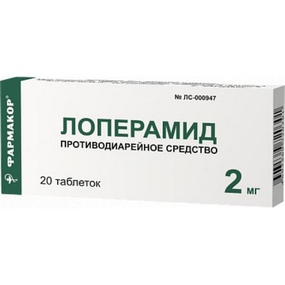 № ЛС-000947
ФАРМАКОР®
ЛОПЕРАМИД
ПРОТИВОДИАРЕЙНОЕ СРЕДСТВО
20 таблеток
2 мг